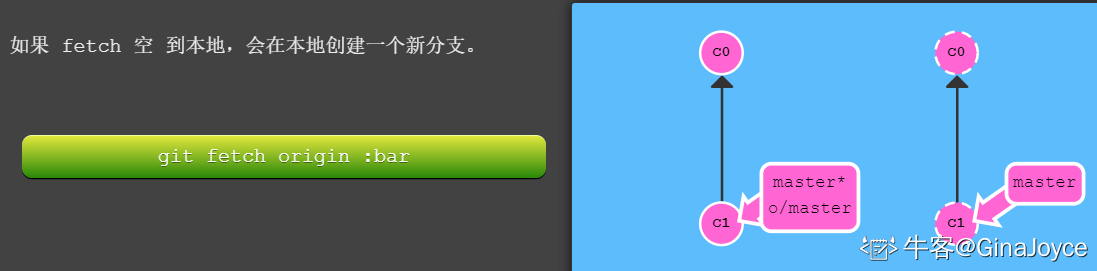 如果 fetch 空 到本地，会在本地创建一个新分支。
git fetch origin :bar
C0
C0
master*
o/master
master
C1
C1
牛客@GinaJoyce